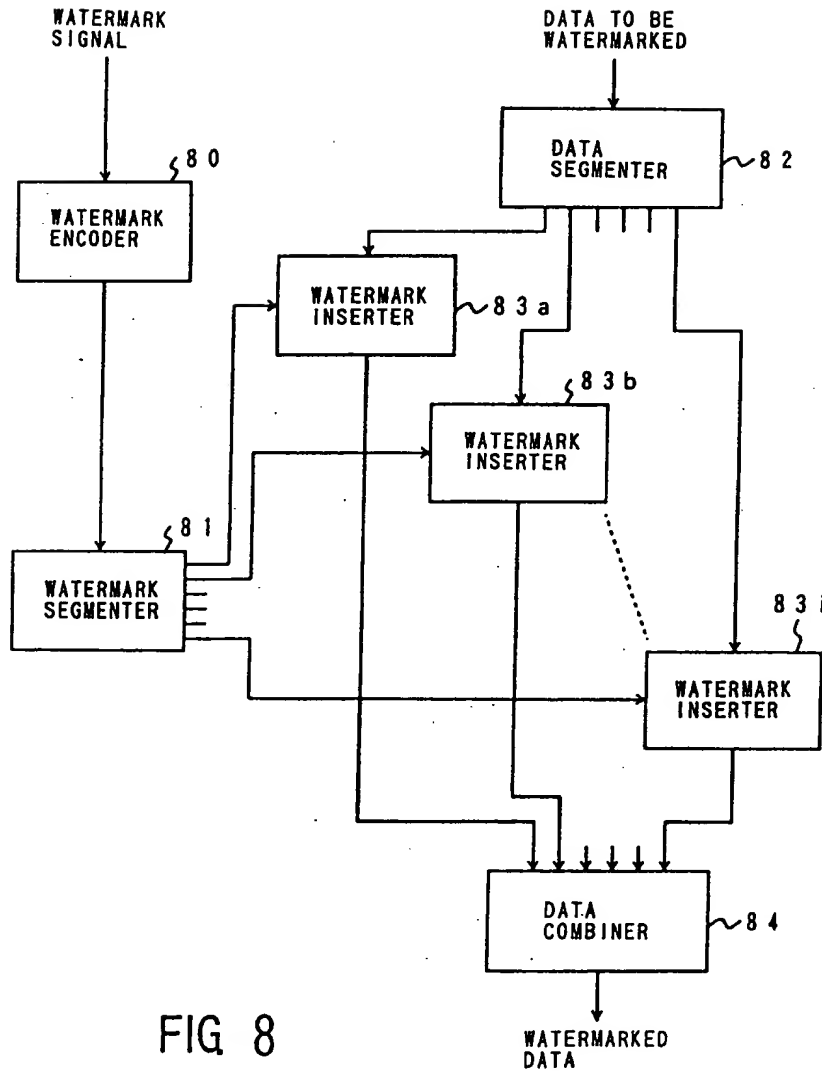 WATERMARK
SIGNAL
DATA TO BE
WATERMARKED
80
WATERMARK
ENCODER
DATA
SEGMENTER
82
WATERMARK
INSERTER
83a
83b
WATERMARK
INSERTER
81
WATERMARK
SEGMENTER
83i
WATERMARK
INSERTER
DATA
COMBINER
84
WATERMARKED
DATA
FIG 8